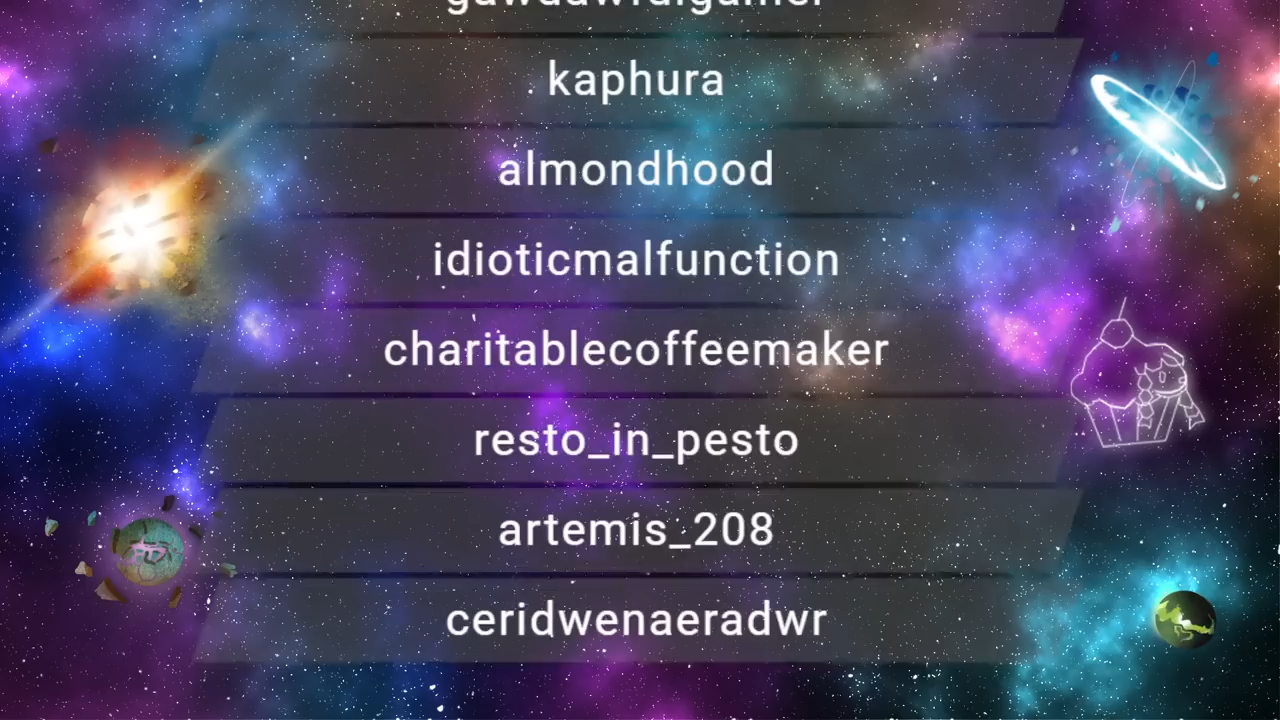 kaphura
almondhood
idioticmalfunction
charitablecoffeemaker
resto_in_pesto
artemis_208
ceridwenaeradwr